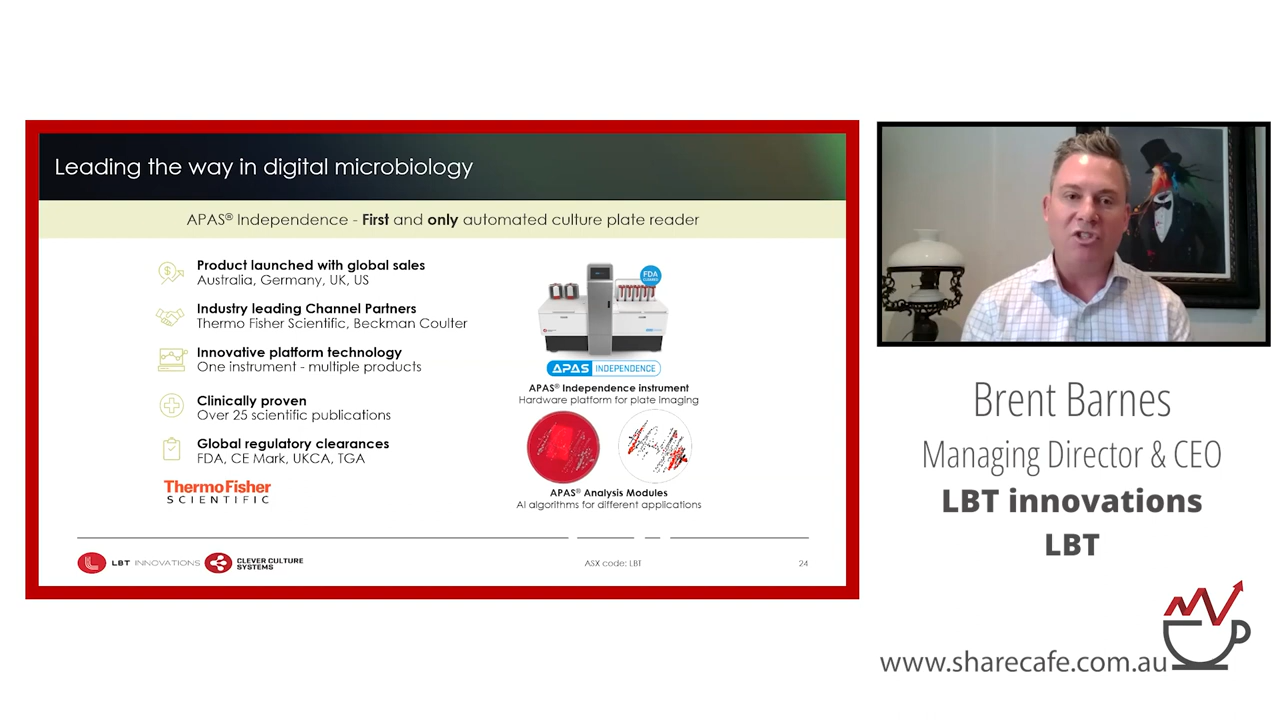 Leading the way in digital microbiology
APAS® Independence - First and only automated culture plate reader
Product launched with global sales
Australia, Germany, UK, US
Industry leading Channel Partners
Thermo Fisher Scientific, Beckman Coulter
Innovative platform technology
One instrument - multiple products
Clinically proven
Over 25 scientific publications
Global regulatory clearances
FDA, CE Mark, UKCA, TGA
ThermoFisher
SCIENTIFIC
FDA
APAS INDEPENDENCE
APAS® Independence instrument
Hardware platform for plate imaging
APAS® Analysis Modules
AI algorithms for different applications
LBT INNOVATIONS
CLEVER CULTURE
SYSTEMS
ASX code: LBT
24
Brent Barnes
Managing Director & CEO
LBT innovations
LBT
www.sharecafe.com.au